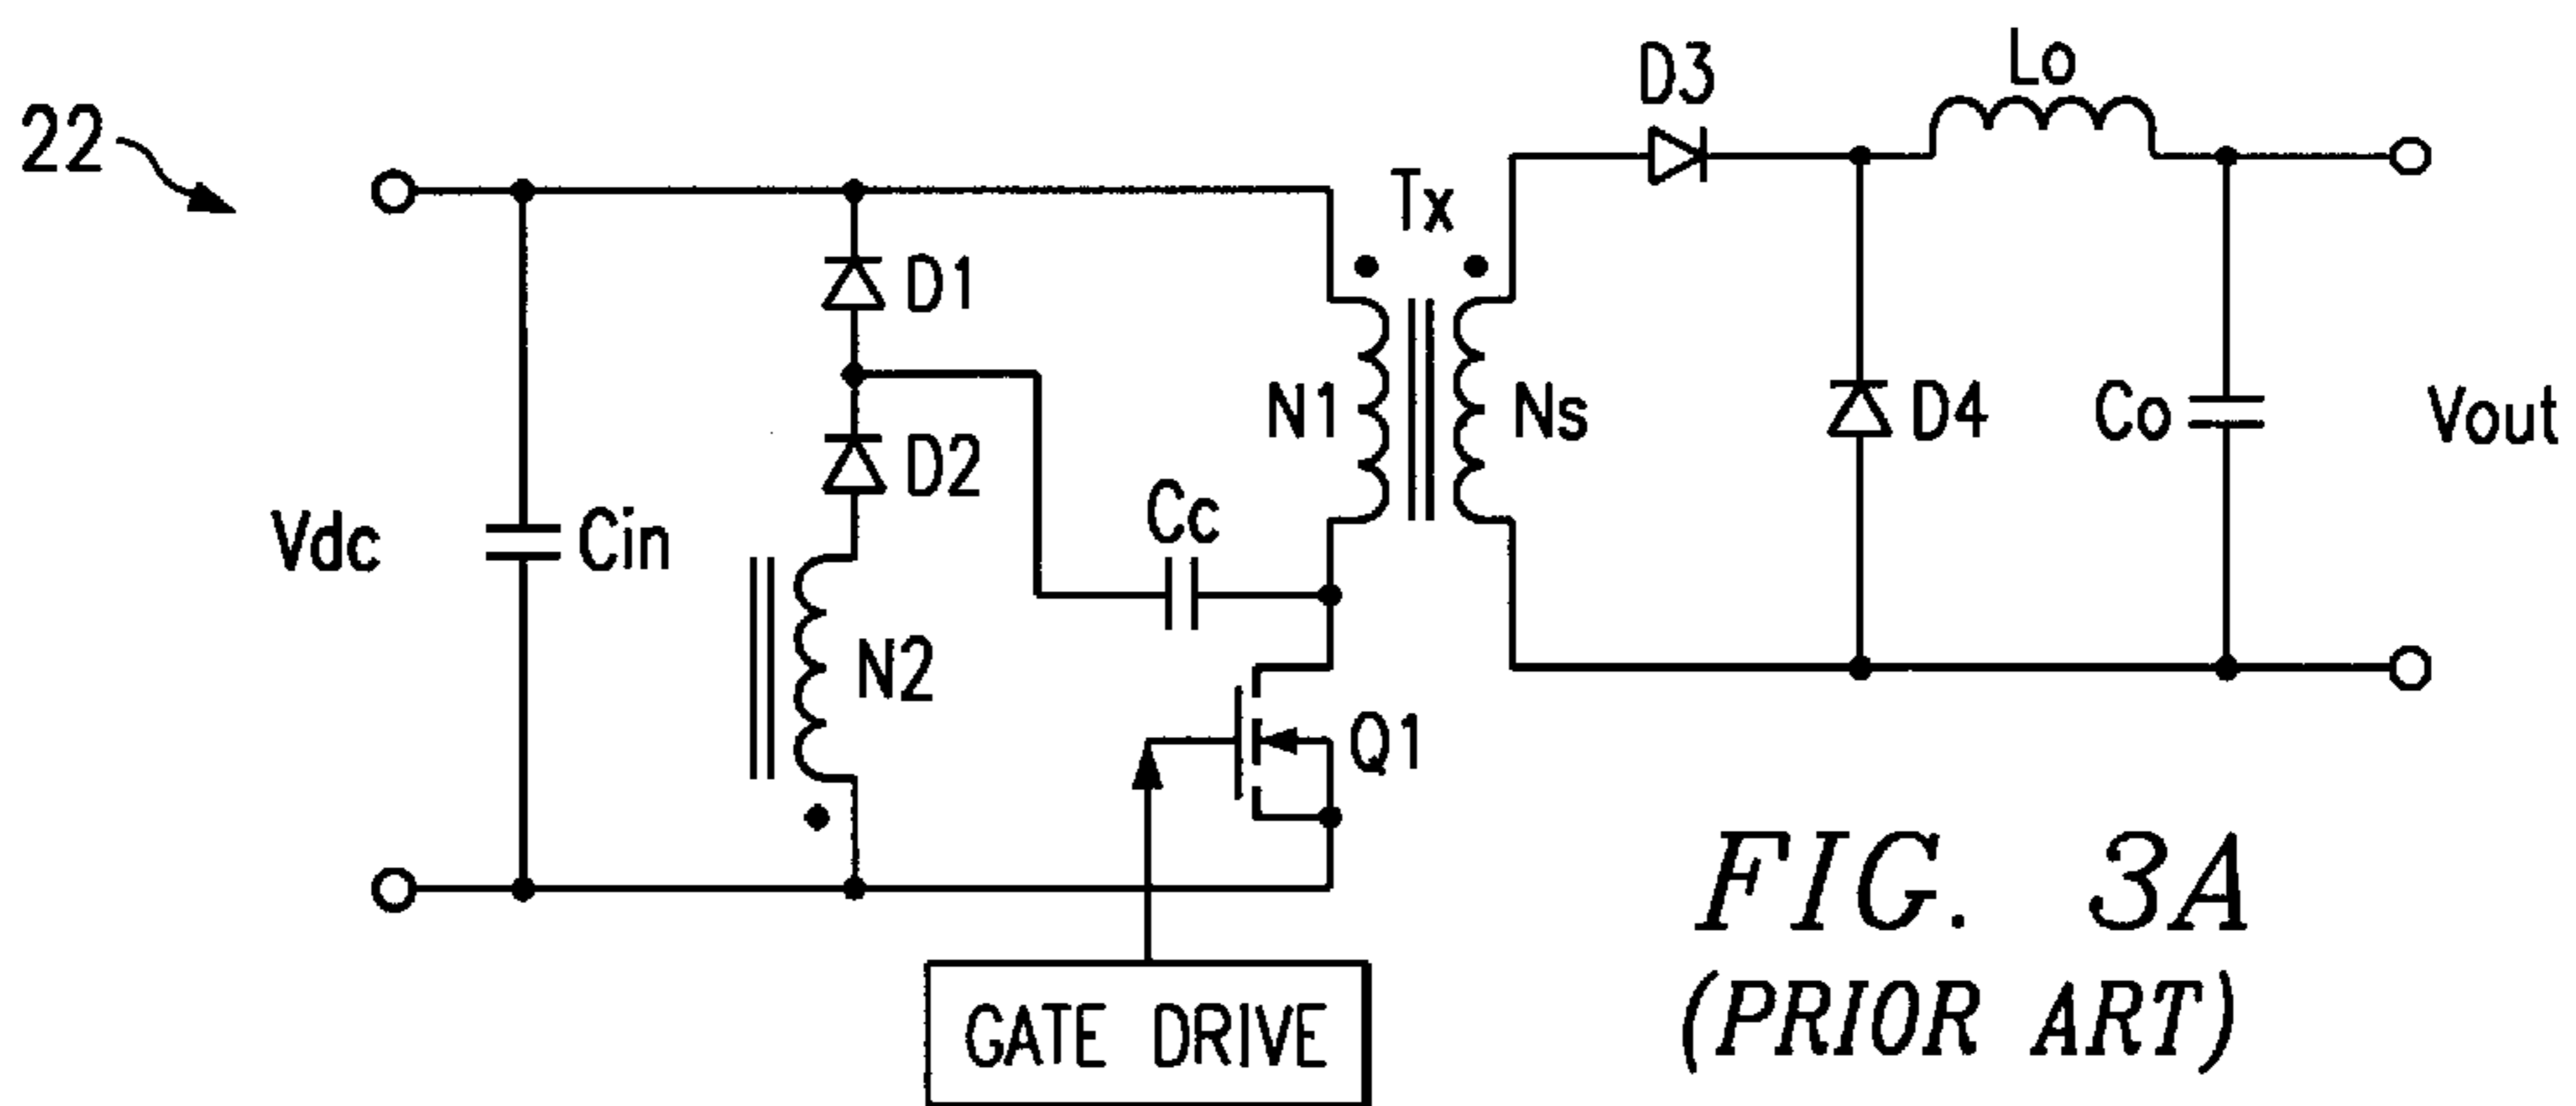 22
Vdc
Cin
D1
D2
N2
Cc
N1
Tx
Ns
Q1
GATE DRIVE
D3
Lo
D4
Co
Vout
FIG. 3A
(PRIOR ART)